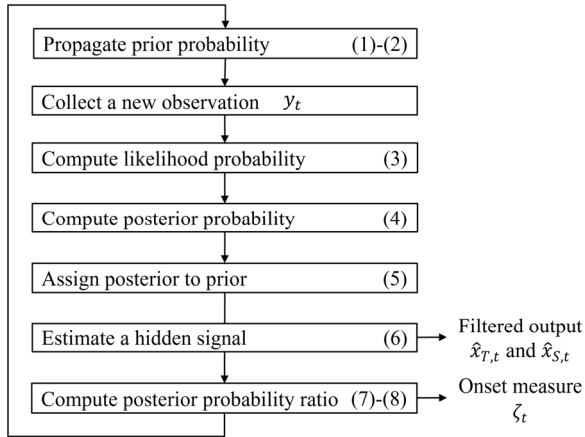 Propagate prior probability (1)-(2)
Collect a new observation y_t
Compute likelihood probability (3)
Compute posterior probability (4)
Assign posterior to prior (5)
Estimate a hidden signal (6)
Filtered output
x̂_{T,t} and x̂_{S,t}
Compute posterior probability ratio (7)-(8)
Onset measure
ζ_t